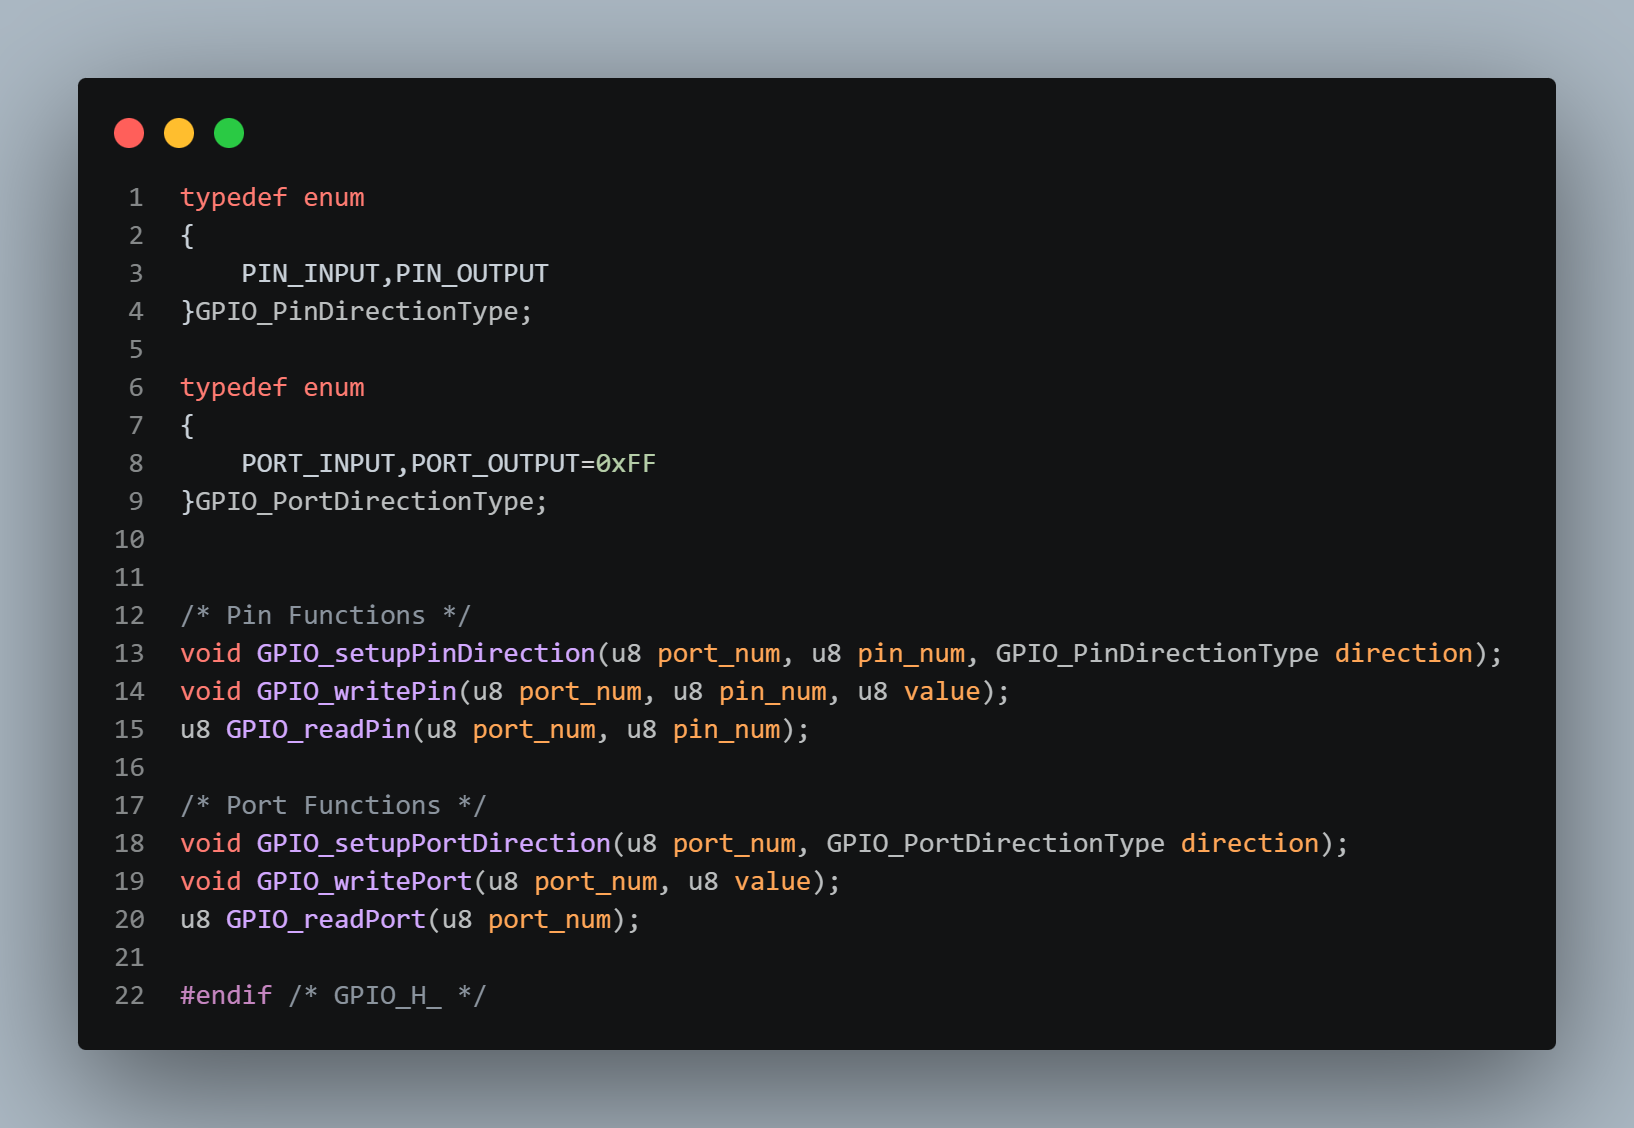 1 typedef enum
2 {
3     PIN_INPUT,PIN_OUTPUT
4 }GPIO_PinDirectionType;
5
6 typedef enum
7 {
8     PORT_INPUT,PORT_OUTPUT=0xFF
9 }GPIO_PortDirectionType;
10
11
12 /* Pin Functions */
13 void GPIO_setupPinDirection(u8 port_num, u8 pin_num, GPIO_PinDirectionType direction);
14 void GPIO_writePin(u8 port_num, u8 pin_num, u8 value);
15 u8 GPIO_readPin(u8 port_num, u8 pin_num);
16
17 /* Port Functions */
18 void GPIO_setupPortDirection(u8 port_num, GPIO_PortDirectionType direction);
19 void GPIO_writePort(u8 port_num, u8 value);
20 u8 GPIO_readPort(u8 port_num);
21
22 #endif /* GPIO_H_ */